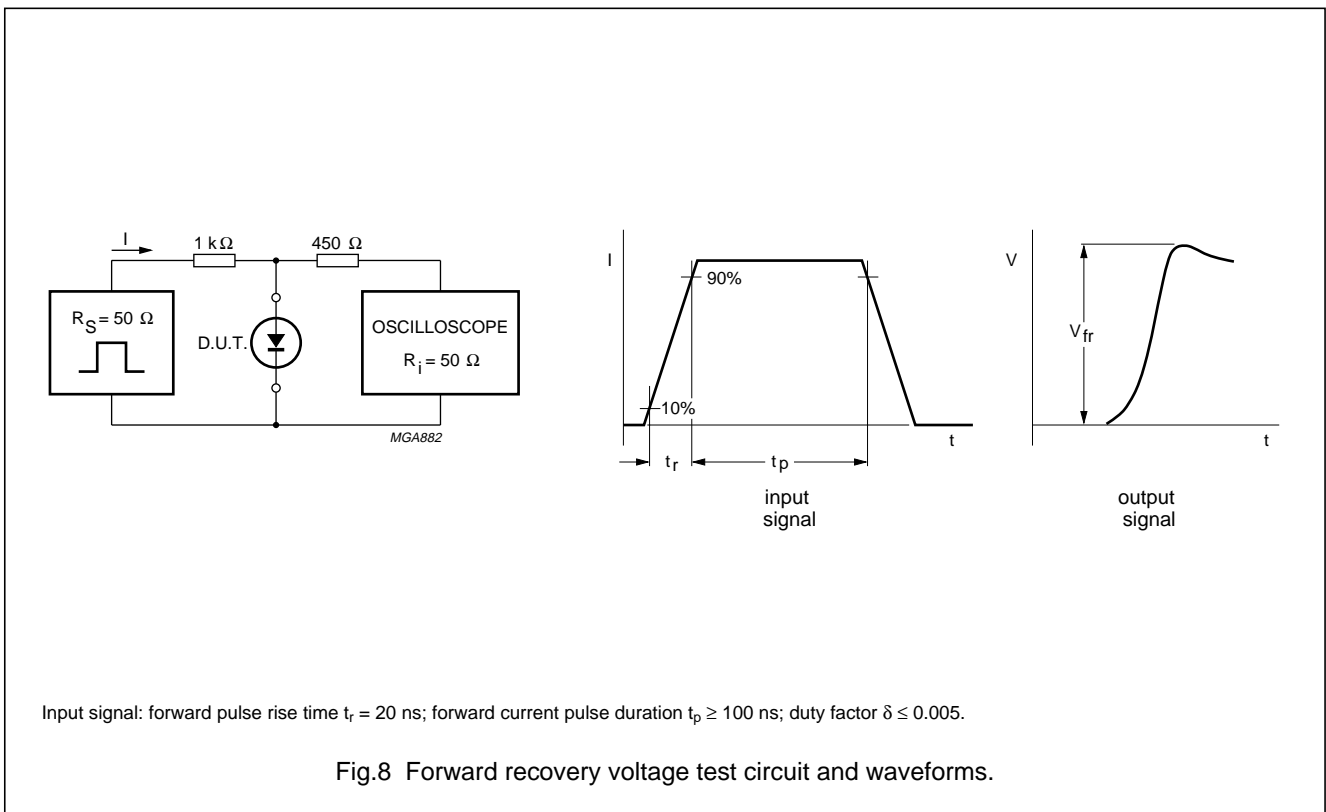 I
1 kΩ
450 Ω
R_S = 50 Ω
D.U.T.
OSCILLOSCOPE
R_i = 50 Ω
MGA882
I
90%
10%
t
t_r
t_p
input
signal
V
V_fr
t
output
signal
Input signal: forward pulse rise time t_r = 20 ns; forward current pulse duration t_p ≥ 100 ns; duty factor δ ≤ 0.005.
Fig.8 Forward recovery voltage test circuit and waveforms.